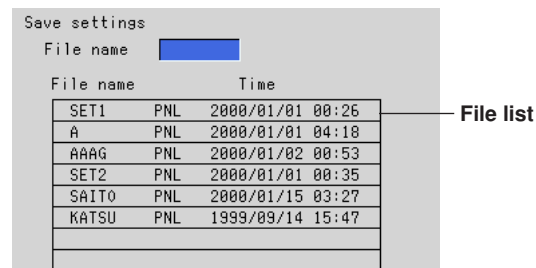 Save settings
File name
File name Time
SET1 PNL 2000/01/01 00:26
File list
A PNL 2000/01/01 04:18
AAAG PNL 2000/01/02 00:53
SET2 PNL 2000/01/01 00:35
SAITO PNL 2000/01/15 03:27
KATSU PNL 1999/09/14 15:47